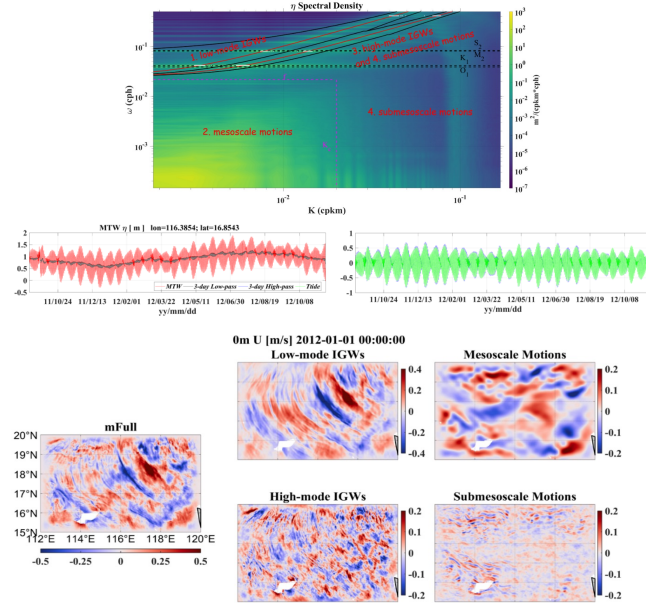 η Spectral Density
10^-1
10^-2
10^-3
ω (cph)
10^-2
10^-1
K (cpkm)
1. low-mode IGWs
3. high-mode IGWs
and 4. submesoscale motions
2. mesoscale motions
4. submesoscale motions
S2
M2
K1
O1
10^3
10^2
10^1
10^0
10^-1
10^-2
10^-3
10^-4
10^-5
10^-6
10^-7
m^2/(cpkm*cph)
MTW η [ m ] lon=116.3854; lat=16.8543
2
1.5
1
0.5
0
-0.5
11/10/24 11/12/13 12/02/01 12/03/22 12/05/11 12/06/30 12/08/19 12/10/08
MTW 3-day Low-pass 3-day High-pass Ttide
yy/mm/dd
1
0.5
0
-0.5
-1
11/10/24 11/12/13 12/02/01 12/03/22 12/05/11 12/06/30 12/08/19 12/10/08
yy/mm/dd
0m U [m/s] 2012-01-01 00:00:00
Low-mode IGWs
0.4
0.2
0
-0.2
-0.4
Mesoscale Motions
0.2
0.1
0
-0.1
-0.2
mFull
20°N
19°N
18°N
17°N
16°N
15°N
112°E 114°E 116°E 118°E 120°E
-0.5 -0.25 0 0.25 0.5
High-mode IGWs
0.2
0.1
0
-0.1
-0.2
Submesoscale Motions
0.2
0.1
0
-0.1
-0.2